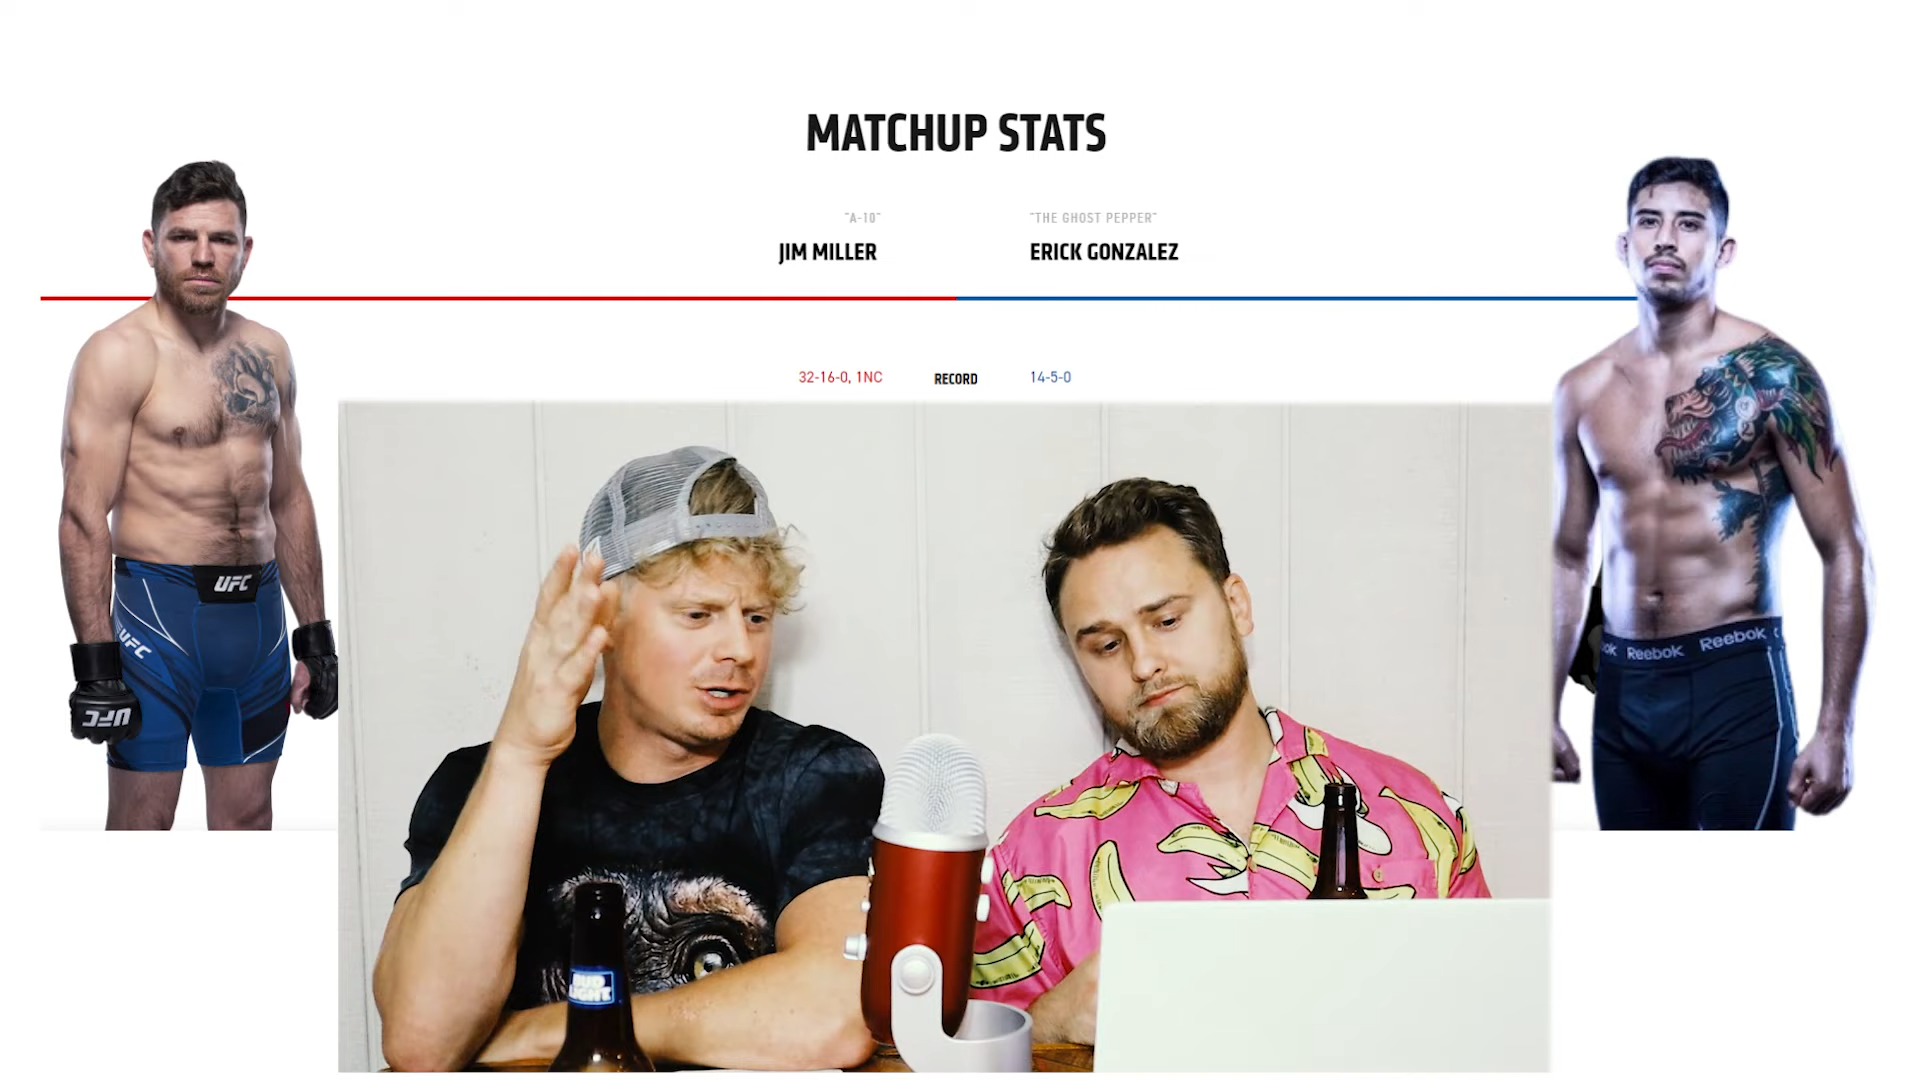 MATCHUP STATS
"A-10"
"THE GHOST PEPPER"
JIM MILLER
ERICK GONZALEZ
32-16-0, 1NC
RECORD
14-5-0
UFC
UFC
UFC
Reebok
Reebok
BUD
LIGHT